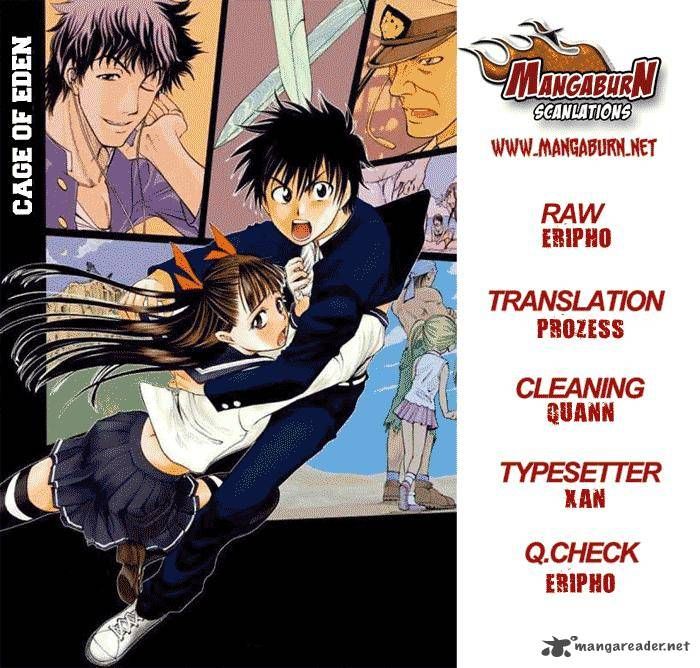 CAGE OF EDEN
MANGABURN
SCANLATIONS
WWW.MANGABURN.NET
RAW
ERIPHO
TRANSLATION
PROZESS
CLEANING
QUANN
TYPESETTER
XAN
Q.CHECK
ERIPHO
mangareader.net